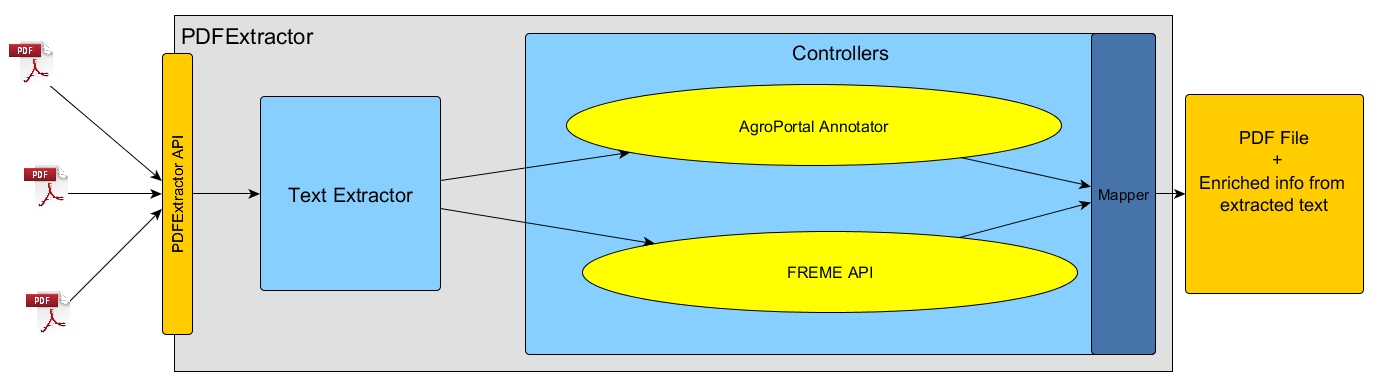 PDFExtractor
PDF
PDF
PDF
PDFExtractor API
Text Extractor
Controllers
AgroPortal Annotator
FREME API
Mapper
PDF File
+
Enriched info from
extracted text